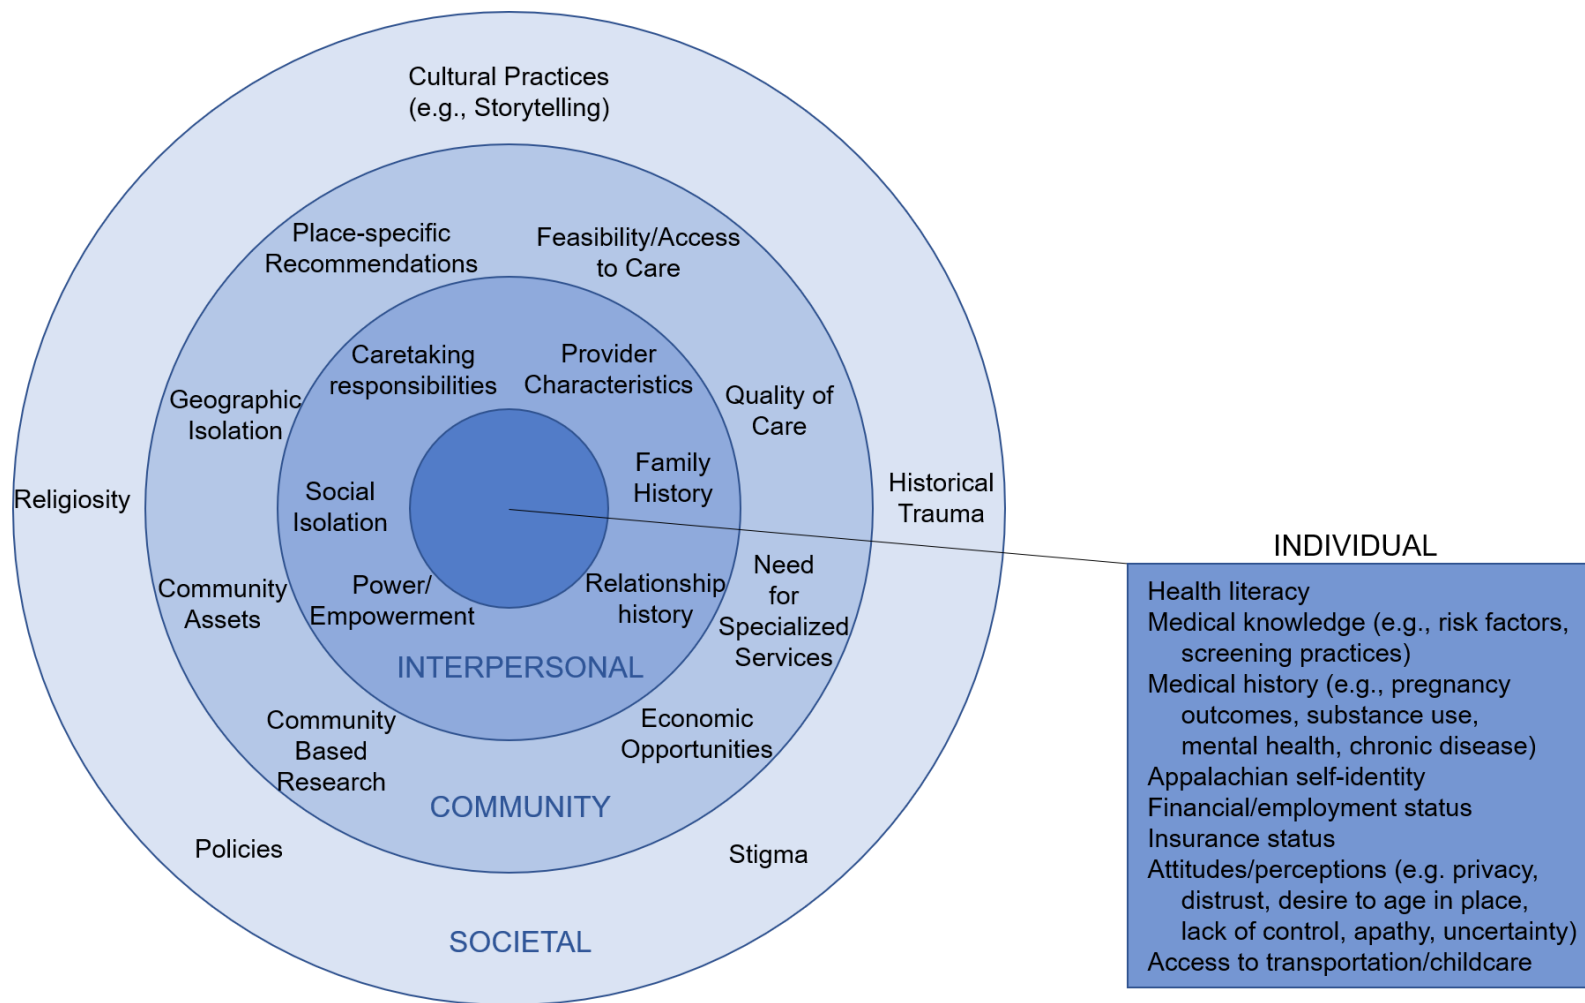 Cultural Practices
(e.g., Storytelling)
Place-specific
Recommendations
Feasibility/Access
to Care
Caretaking
responsibilities
Provider
Characteristics
Geographic
Isolation
Quality of
Care
Religiosity
Social
Isolation
Family
History
Historical
Trauma
Community
Assets
Power/
Empowerment
Relationship
history
Need
for
Specialized
Services
INTERPERSONAL
Community
Based
Research
Economic
Opportunities
COMMUNITY
Policies
Stigma
SOCIETAL
INDIVIDUAL
Health literacy
Medical knowledge (e.g., risk factors,
screening practices)
Medical history (e.g., pregnancy
outcomes, substance use,
mental health, chronic disease)
Appalachian self-identity
Financial/employment status
Insurance status
Attitudes/perceptions (e.g. privacy,
distrust, desire to age in place,
lack of control, apathy, uncertainty)
Access to transportation/childcare